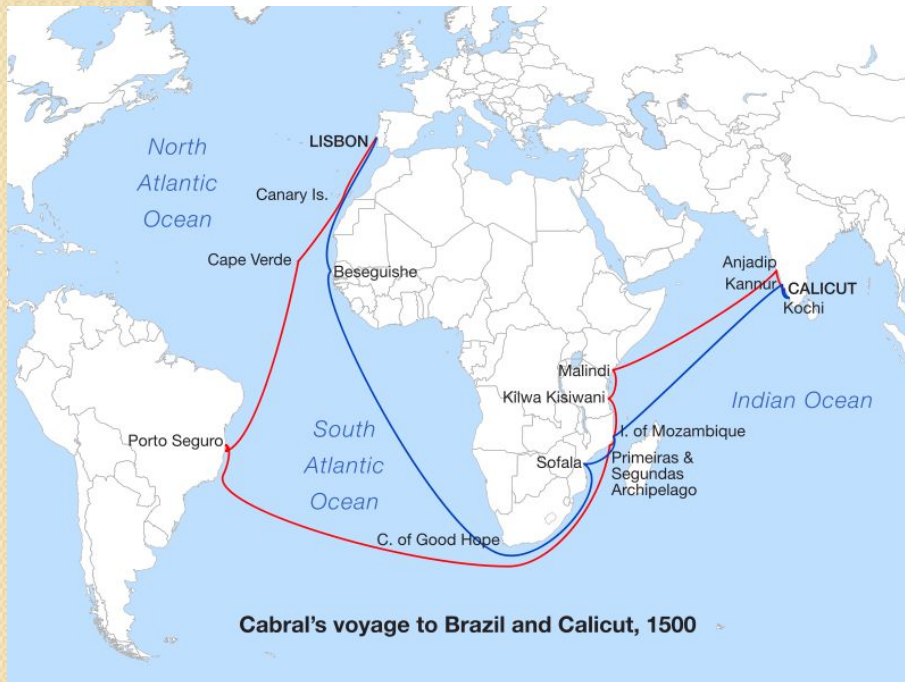 North
Atlantic
Ocean
LISBON
Canary Is.
Cape Verde
Beseguishe
Anjadip
Kannur
CALICUT
Kochi
Malindi
Kilwa Kisiwani
Indian Ocean
Porto Seguro
South
Atlantic
Ocean
I. of Mozambique
Sofala
Primeiras &
Segundas
Archipelago
C. of Good Hope
Cabral's voyage to Brazil and Calicut, 1500